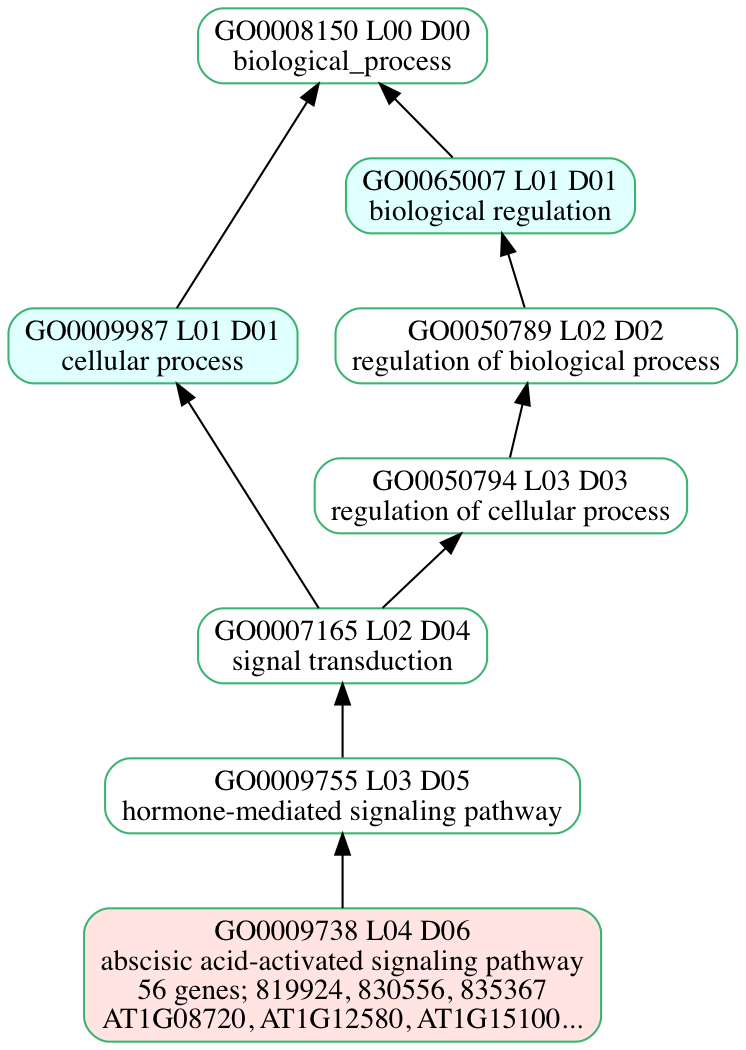 GO0008150 L00 D00
biological_process
GO0065007 L01 D01
biological regulation
GO0009987 L01 D01
cellular process
GO0050789 L02 D02
regulation of biological process
GO0050794 L03 D03
regulation of cellular process
GO0007165 L02 D04
signal transduction
GO0009755 L03 D05
hormone-mediated signaling pathway
GO0009738 L04 D06
abscisic acid-activated signaling pathway
56 genes; 819924, 830556, 835367
AT1G08720, AT1G12580, AT1G15100...